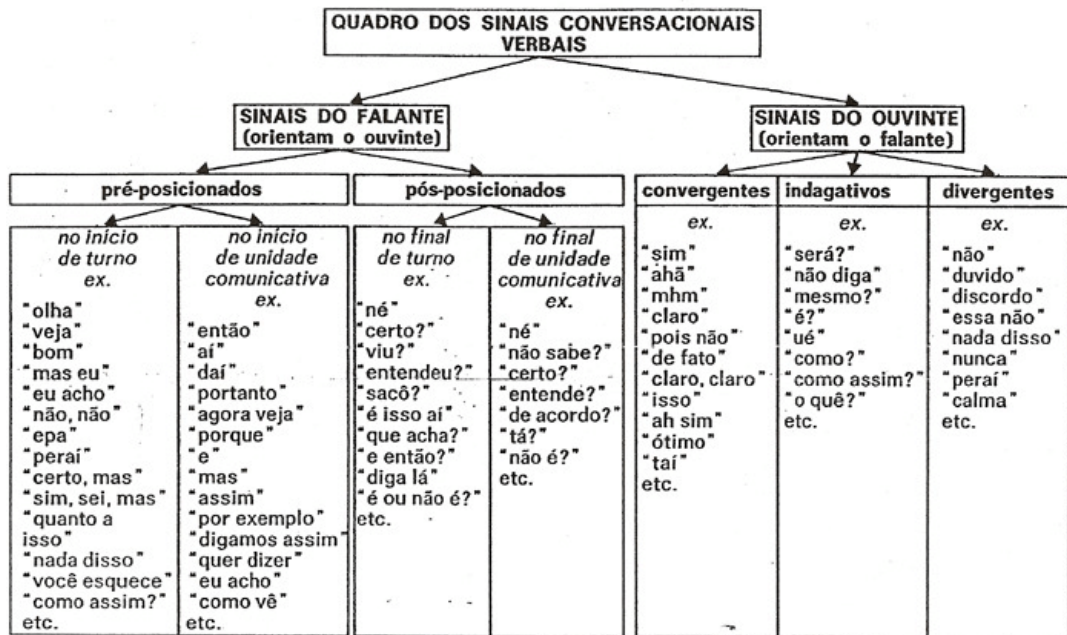 QUADRO DOS SINAIS CONVERSACIONAIS
VERBAIS
SINAIS DO FALANTE
(orientam o ouvinte)
SINAIS DO OUVINTE
(orientam o falante)
pré-posicionados
pós-posicionados
convergentes
indagativos
divergentes
no início
de turno
ex.
"olha"
"veja"
"bom"
"mas eu"
"eu acho"
"não, não"
"epa"
"peraí"
"certo, mas"
"sim, sei, mas"
"quanto a
isso"
"nada disso"
"você esquece"
"como assim?"
etc.
no início
de unidade
comunicativa
ex.
"então"
"aí"
"daí"
"portanto"
"agora veja"
"porque"
"e"
"mas"
"assim"
"por exemplo"
"digamos assim"
"quer dizer"
"eu acho"
"como vê"
etc.
no final
de turno
ex.
"né"
"certo?"
"viu?"
"entendeu?"
"sacô?"
"é isso aí"
"que acha?"
"e então?"
"diga lá"
"é ou não é?"
etc.
no final
de unidade
comunicativa
ex.
"né"
"não sabe?"
"certo?"
"entende?"
"de acordo?"
"tá?"
"não é?"
etc.
ex.
"sim"
"ahã"
"mhm"
"claro"
"pois não"
"de fato"
"claro, claro"
"isso"
"ah sim"
"ótimo"
"taí"
etc.
ex.
"será?"
"não diga"
"mesmo?"
"é?"
"ué"
"como?"
"como assim?"
"o quê?"
etc.
ex.
"não"
"duvido"
"discordo"
"essa não"
"nada disso"
"nunca"
"peraí"
"calma"
etc.